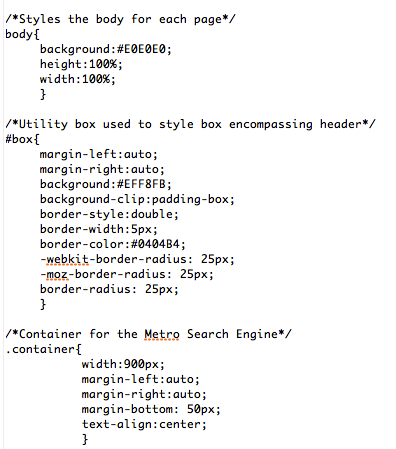 /*Styles the body for each page*/
body{
background:#E0E0E0;
height:100%;
width:100%;
}
/*Utility box used to style box encompassing header*/
#box{
margin-left:auto;
margin-right:auto;
background:#EFF8FB;
background-clip:padding-box;
border-style:double;
border-width:5px;
border-color:#0404B4;
-webkit-border-radius: 25px;
-moz-border-radius: 25px;
border-radius: 25px;
}
/*Container for the Metro Search Engine*/
.container{
width:900px;
margin-left:auto;
margin-right:auto;
margin-bottom: 50px;
text-align:center;
}